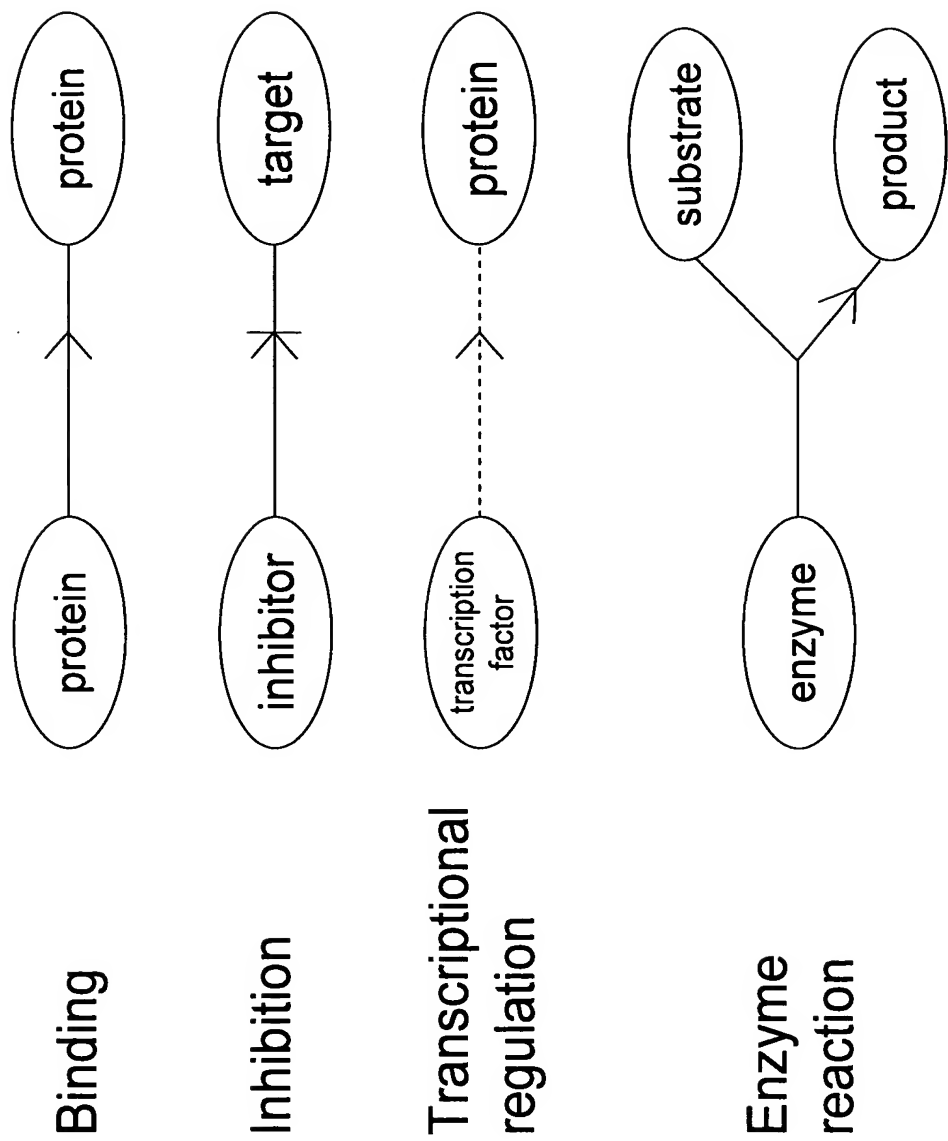 Binding
protein
protein
Inhibition
inhibitor
target
Transcriptional
regulation
transcription
factor
protein
Enzyme
reaction
enzyme
substrate
product